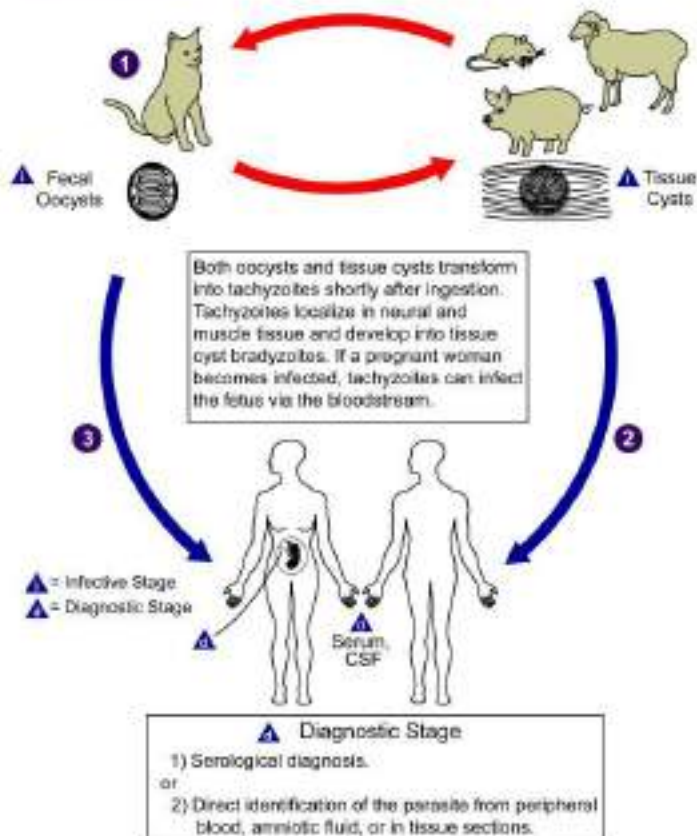 1
i Fecal
Oocysts
i Tissue
Cysts
Both oocysts and tissue cysts transform
into tachyzoites shortly after ingestion.
Tachyzoites localize in neural and
muscle tissue and develop into tissue
cyst bradyzoites. If a pregnant woman
becomes infected, tachyzoites can infect
the fetus via the bloodstream.
3
2
i = Infective Stage
d = Diagnostic Stage
d
d
Serum,
CSF
d Diagnostic Stage
1) Serological diagnosis.
or
2) Direct identification of the parasite from peripheral
blood, amniotic fluid, or in tissue sections.